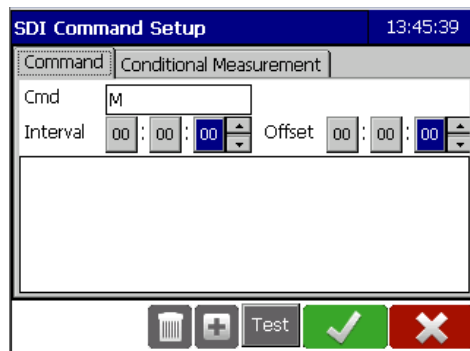 SDI Command Setup 13:45:39
Command Conditional Measurement
Cmd M
Interval 00 : 00 : 00 Offset 00 : 00 : 00
Test